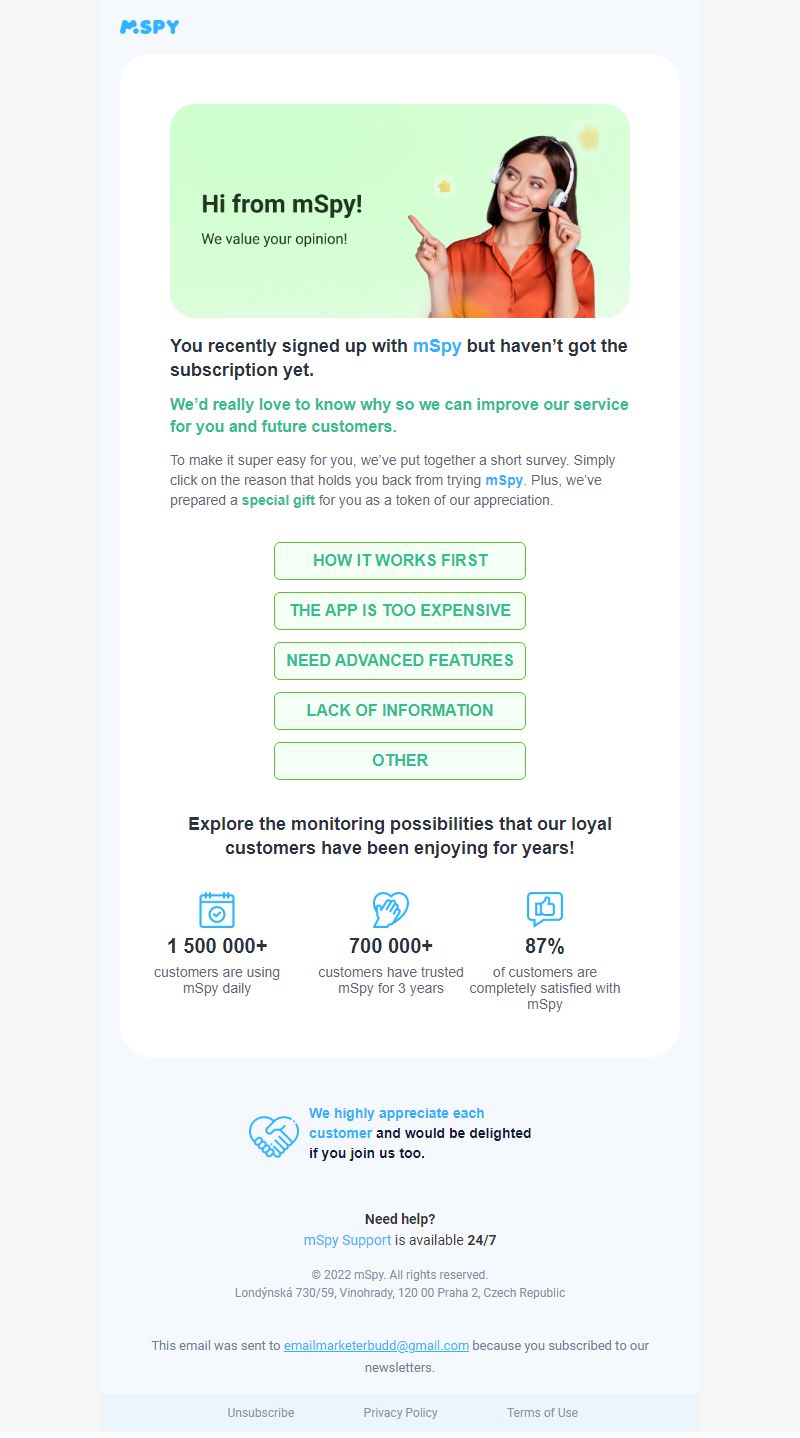 mSPY
Hi from mSpy!
We value your opinion!
You recently signed up with mSpy but haven’t got the
subscription yet.
We’d really love to know why so we can improve our service
for you and future customers.
To make it super easy for you, we’ve put together a short survey. Simply
click on the reason that holds you back from trying mSpy. Plus, we’ve
prepared a special gift for you as a token of our appreciation.
HOW IT WORKS FIRST
THE APP IS TOO EXPENSIVE
NEED ADVANCED FEATURES
LACK OF INFORMATION
OTHER
Explore the monitoring possibilities that our loyal
customers have been enjoying for years!
1 500 000+
customers are using
mSpy daily
700 000+
customers have trusted
mSpy for 3 years
87%
of customers are
completely satisfied with
mSpy
We highly appreciate each
customer and would be delighted
if you join us too.
Need help?
mSpy Support is available 24/7
© 2022 mSpy. All rights reserved.
Londýnská 730/59, Vinohrady, 120 00 Praha 2, Czech Republic
This email was sent to emailmarketerbudd@gmail.com because you subscribed to our
newsletters.
Unsubscribe Privacy Policy Terms of Use